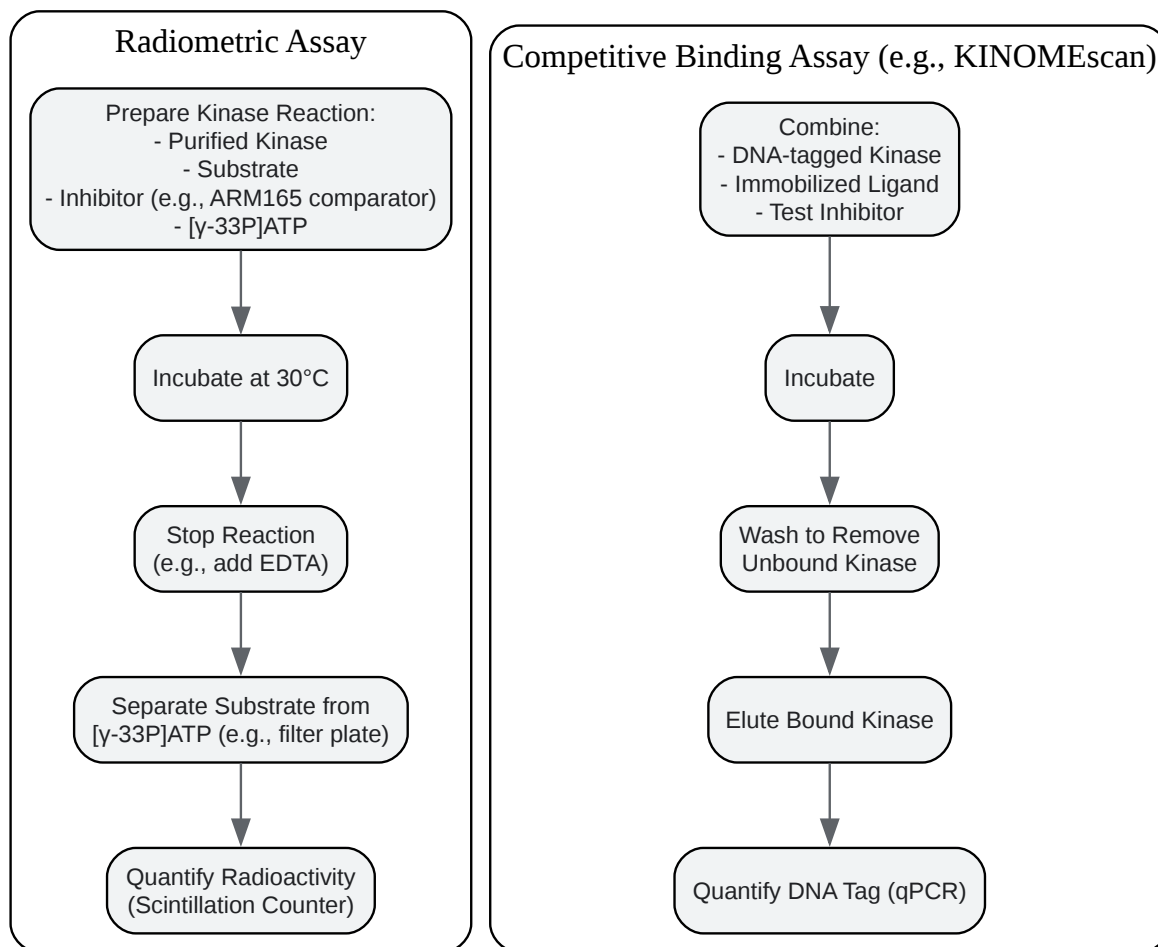 Radiometric Assay
Prepare Kinase Reaction:
- Purified Kinase
- Substrate
- Inhibitor (e.g., ARM165 comparator)
- [γ-33P]ATP
Incubate at 30°C
Stop Reaction
(e.g., add EDTA)
Separate Substrate from
[γ-33P]ATP (e.g., filter plate)
Quantify Radioactivity
(Scintillation Counter)
Competitive Binding Assay (e.g., KINOMEscan)
Combine:
- DNA-tagged Kinase
- Immobilized Ligand
- Test Inhibitor
Incubate
Wash to Remove
Unbound Kinase
Elute Bound Kinase
Quantify DNA Tag (qPCR)